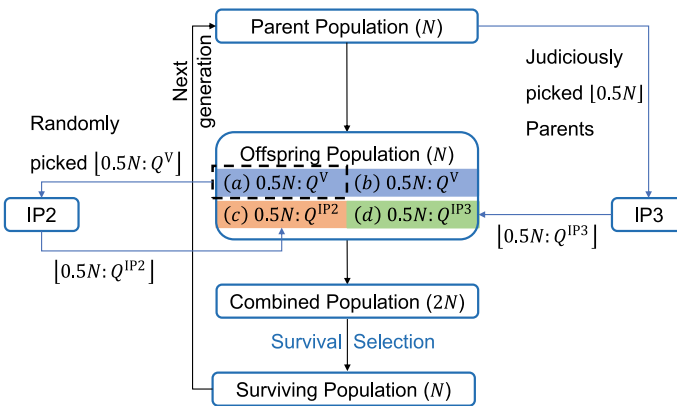 Parent Population (N)
Next
generation
Judiciously
picked ⌊0.5N⌋
Parents
Randomly
picked ⌊0.5N: Q^V⌋
Offspring Population (N)
(a) 0.5N: Q^V
(b) 0.5N: Q^V
(c) 0.5N: Q^IP2
(d) 0.5N: Q^IP3
IP2
IP3
⌊0.5N: Q^IP2⌋
⌊0.5N: Q^IP3⌋
Combined Population (2N)
Survival Selection
Surviving Population (N)